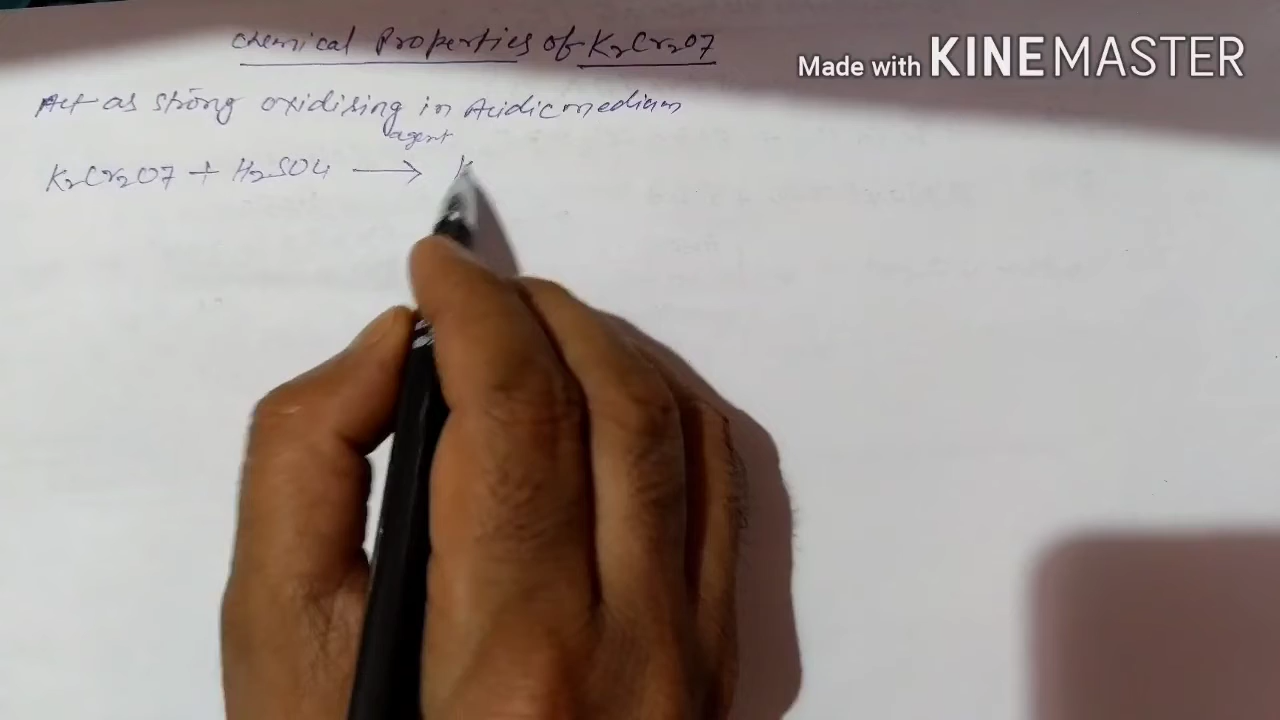 Chemical Properties of K2Cr2O7
Made with KINEMASTER
Act as strong oxidising in Acidic medium
agent
K2Cr2O7 + H2SO4 → K